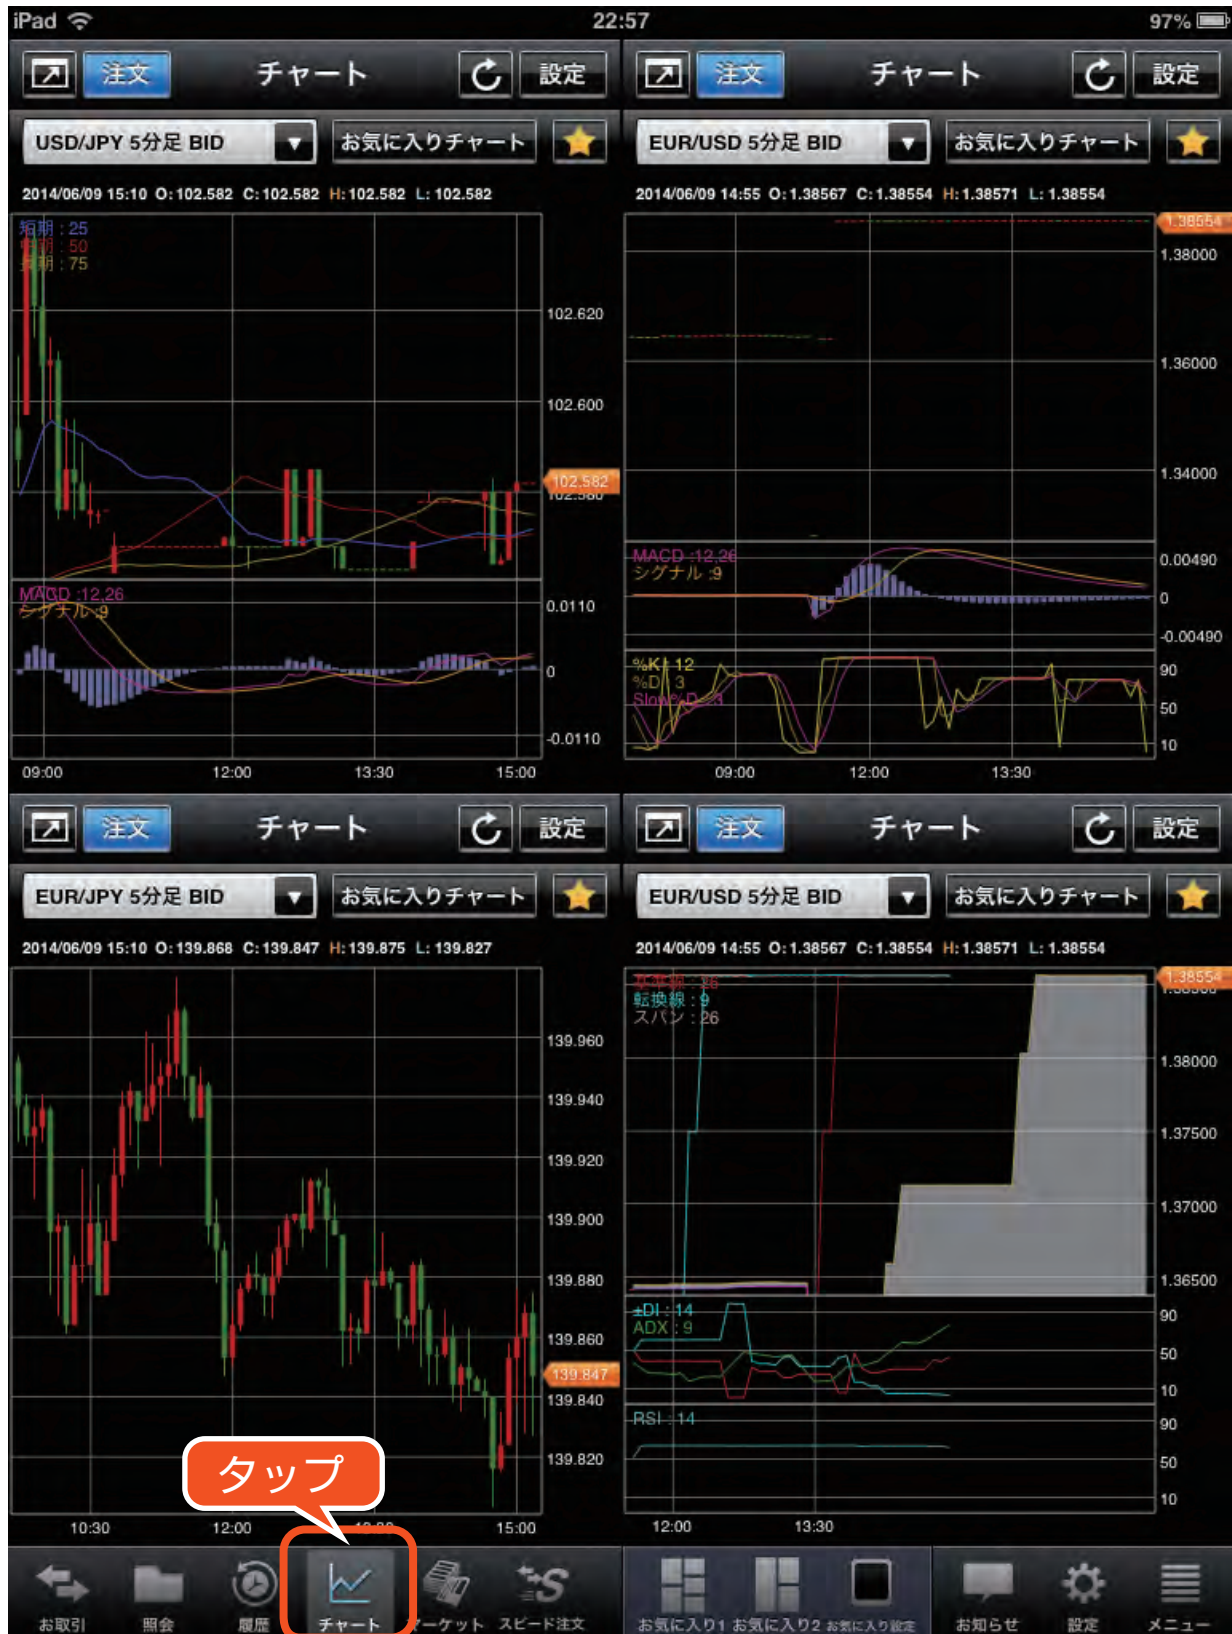 iPad 22:57 97%
注文 チャート 設定
USD/JPY 5分足 BID お気に入りチャート
2014/06/09 15:10 O:102.582 C:102.582 H:102.582 L:102.582
短期 : 25
中期 : 50
長期 : 75
102.620
102.600
102.582
102.580
MACD :12,26
シグナル :9
0.0110
0
-0.0110
09:00 12:00 13:30 15:00
注文 チャート 設定
EUR/USD 5分足 BID お気に入りチャート
2014/06/09 14:55 O:1.38567 C:1.38554 H:1.38571 L:1.38554
1.38554
1.38000
1.36000
1.34000
MACD :12,26
シグナル :9
0.00490
0
-0.00490
%K : 12
%D : 3
Slow%D : 3
90
50
10
09:00 12:00 13:30
注文 チャート 設定
EUR/JPY 5分足 BID お気に入りチャート
2014/06/09 15:10 O:139.868 C:139.847 H:139.875 L:139.827
139.960
139.940
139.920
139.900
139.880
139.860
139.847
139.840
139.820
タップ
10:30 12:00 13:30 15:00
注文 チャート 設定
EUR/USD 5分足 BID お気に入りチャート
2014/06/09 14:55 O:1.38567 C:1.38554 H:1.38571 L:1.38554
基準線 : 26
転換線 : 9
スパン : 26
1.38554
1.38500
1.38000
1.37500
1.37000
1.36500
±DI : 14
ADX : 9
90
50
10
RSI : 14
90
50
10
12:00 13:30
お取引 照会 履歴 チャート マーケット スピード注文 お気に入り1 お気に入り2 お気に入り設定 お知らせ 設定 メニュー